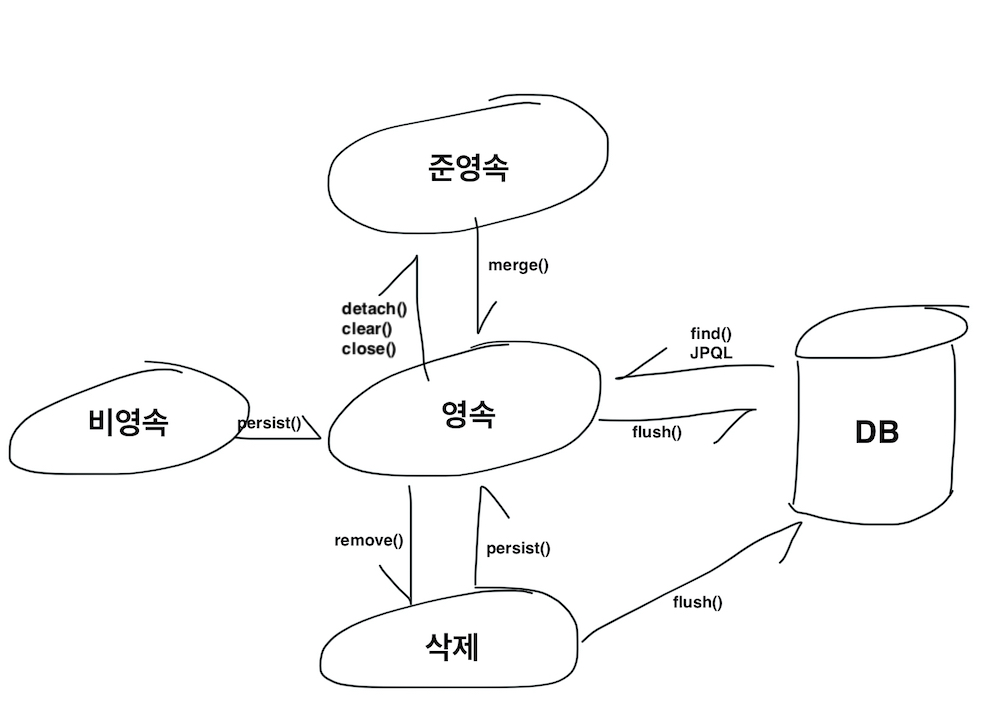 준영속
merge()
detach()
clear()
close()
find()
JPQL
비영속
persist()
영속
flush()
DB
remove()
persist()
flush()
삭제